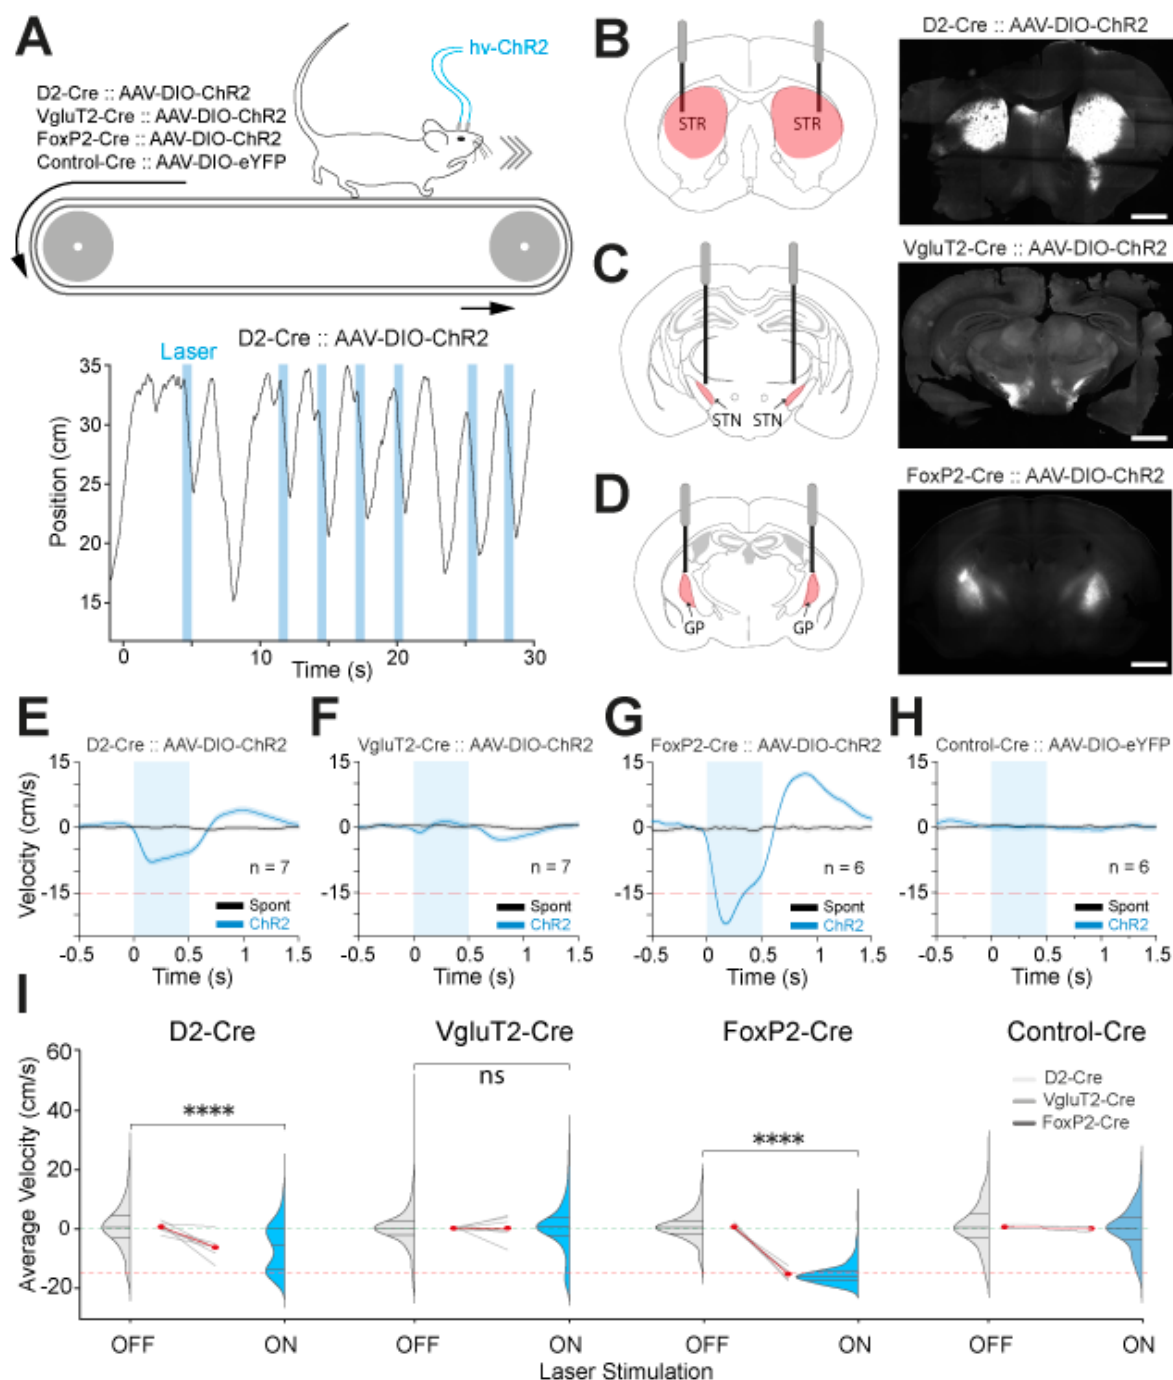 A
hv-ChR2
D2-Cre :: AAV-DIO-ChR2
VgluT2-Cre :: AAV-DIO-ChR2
FoxP2-Cre :: AAV-DIO-ChR2
Control-Cre :: AAV-DIO-eYFP
D2-Cre :: AAV-DIO-ChR2
Laser
35
30
25
20
15
Position (cm)
0
10
20
30
Time (s)
B
STR
STR
D2-Cre :: AAV-DIO-ChR2
C
STN
STN
VgluT2-Cre :: AAV-DIO-ChR2
D
GP
GP
FoxP2-Cre :: AAV-DIO-ChR2
E
D2-Cre :: AAV-DIO-ChR2
15
0
-15
Velocity (cm/s)
n = 7
Spont
ChR2
-0.5
0
0.5
1
1.5
Time (s)
F
VgluT2-Cre :: AAV-DIO-ChR2
15
0
-15
n = 7
Spont
ChR2
-0.5
0
0.5
1
1.5
Time (s)
G
FoxP2-Cre :: AAV-DIO-ChR2
15
0
-15
n = 6
Spont
ChR2
-0.5
0
0.5
1
1.5
Time (s)
H
Control-Cre :: AAV-DIO-eYFP
15
0
-15
n = 6
Spont
ChR2
-0.5
0
0.5
1
1.5
Time (s)
I
D2-Cre
VgluT2-Cre
FoxP2-Cre
Control-Cre
60
40
20
0
-20
Average Velocity (cm/s)
****
ns
****
D2-Cre
VgluT2-Cre
FoxP2-Cre
OFF
ON
OFF
ON
OFF
ON
OFF
ON
Laser Stimulation